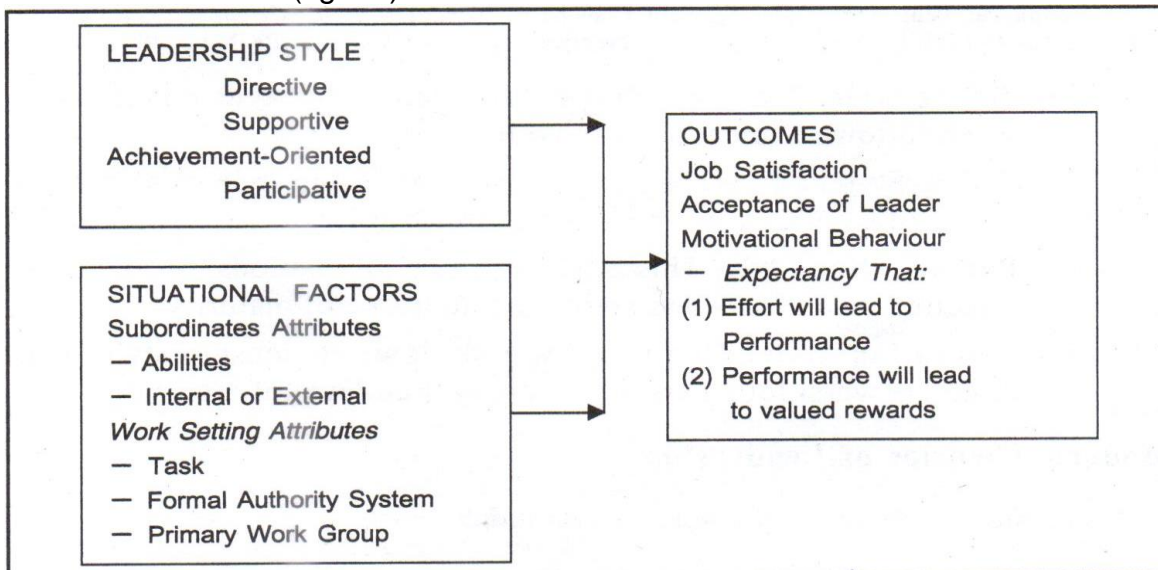 LEADERSHIP STYLE
Directive
Supportive
Achievement-Oriented
Participative
SITUATIONAL FACTORS
Subordinates Attributes
– Abilities
– Internal or External
Work Setting Attributes
– Task
– Formal Authority System
– Primary Work Group
OUTCOMES
Job Satisfaction
Acceptance of Leader
Motivational Behaviour
– Expectancy That:
(1) Effort will lead to
Performance
(2) Performance will lead
to valued rewards